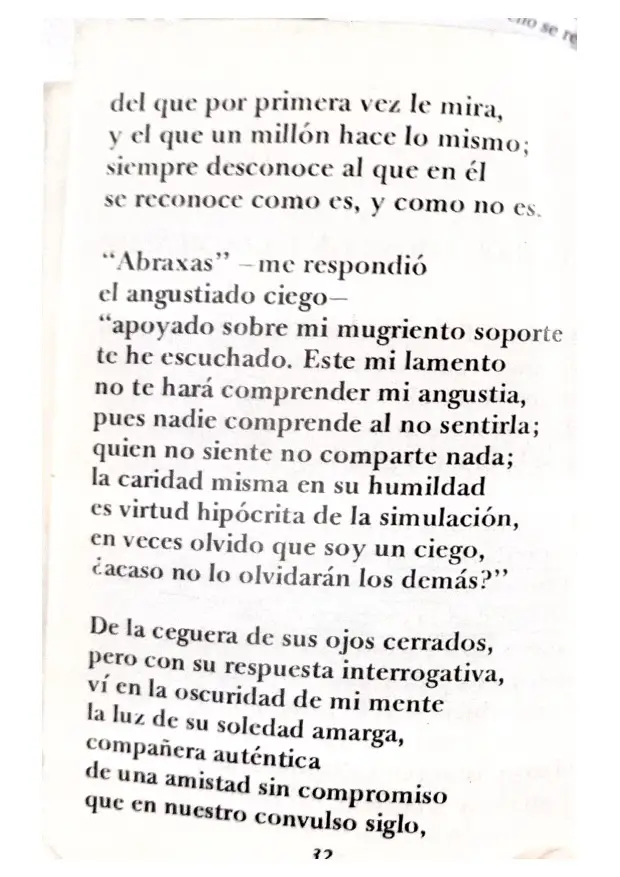 no se re
del que por primera vez le mira,
y el que un millón hace lo mismo;
siempre desconoce al que en él
se reconoce como es, y como no es.
“Abraxas” —me respondió
el angustiado ciego—
“apoyado sobre mi mugriento soporte
te he escuchado. Este mi lamento
no te hará comprender mi angustia,
pues nadie comprende al no sentirla;
quien no siente no comparte nada;
la caridad misma en su humildad
es virtud hipócrita de la simulación,
en veces olvido que soy un ciego,
¿acaso no lo olvidarán los demás?”
De la ceguera de sus ojos cerrados,
pero con su respuesta interrogativa,
ví en la oscuridad de mi mente
la luz de su soledad amarga,
compañera auténtica
de una amistad sin compromiso
que en nuestro convulso siglo,
32